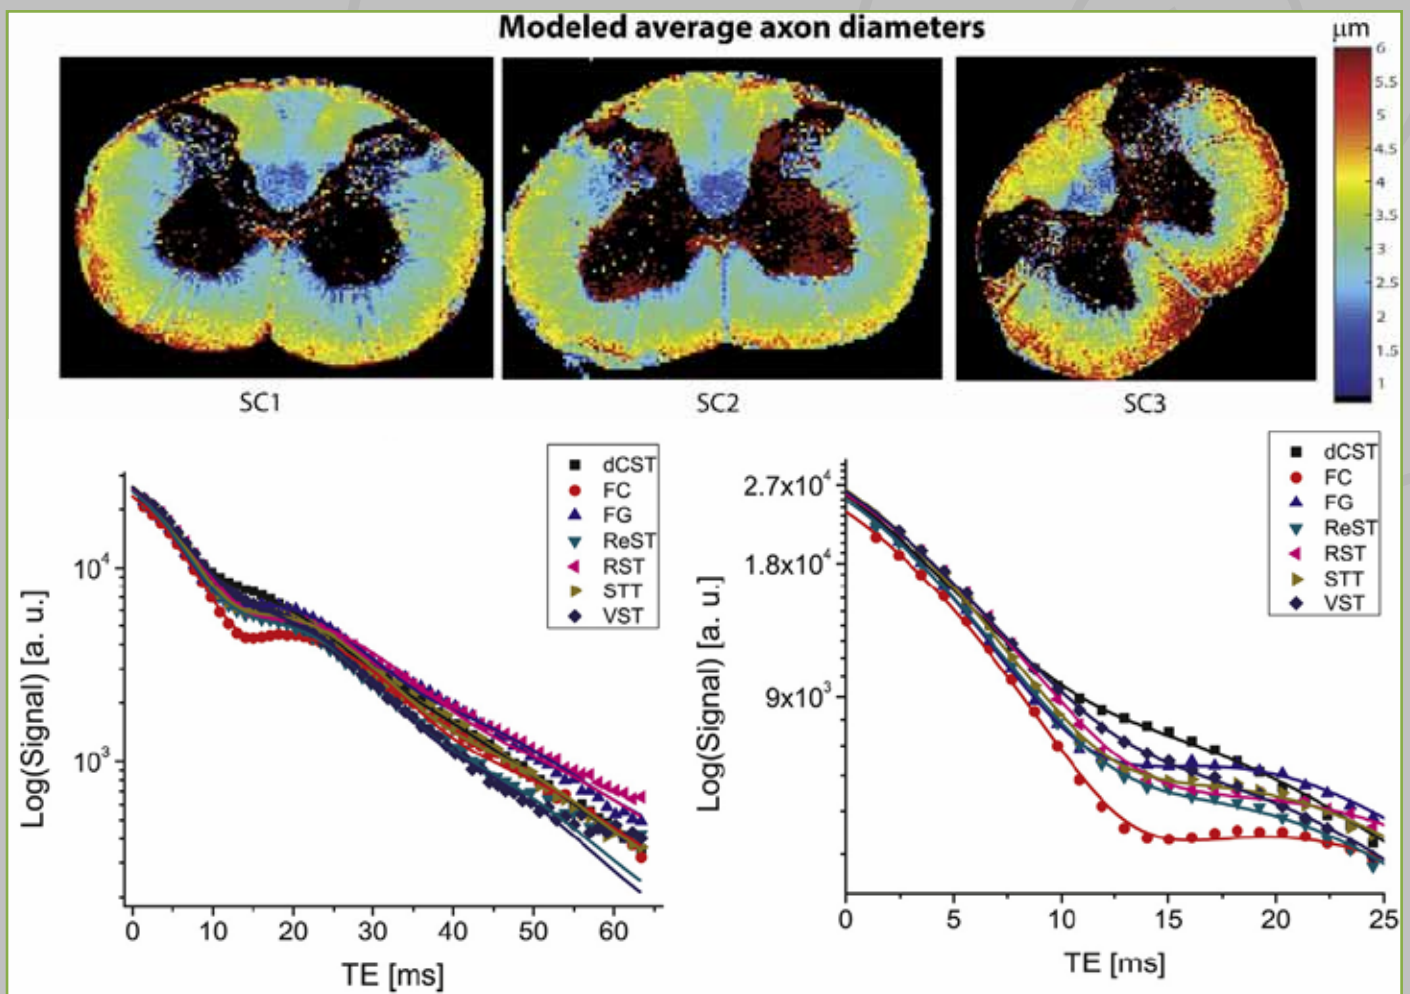 Modeled average axon diameters
μm
6
5.5
5
4.5
4
3.5
3
2.5
2
1.5
1
SC1
SC2
SC3
dCST
FC
FG
ReST
RST
STT
VST
10⁴
10³
Log(Signal) [a. u.]
0 10 20 30 40 50 60
TE [ms]
dCST
FC
FG
ReST
RST
STT
VST
2.7x10⁴
1.8x10⁴
9x10³
Log(Signal) [a. u.]
0 5 10 15 20 25
TE [ms]